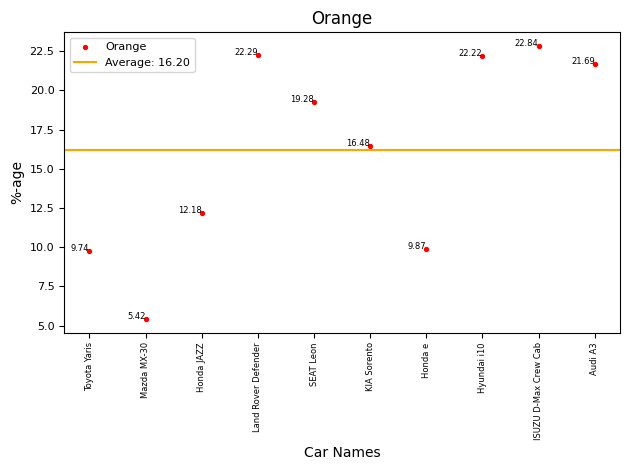 Orange
Orange
Average: 16.20
%-age
22.5
20.0
17.5
15.0
12.5
10.0
7.5
5.0
9.74
5.42
12.18
22.29
19.28
16.48
9.87
22.22
22.84
21.69
Toyota Yaris
Mazda MX-30
Honda JAZZ
Land Rover Defender
SEAT Leon
KIA Sorento
Honda e
Hyundai i10
ISUZU D-Max Crew Cab
Audi A3
Car Names